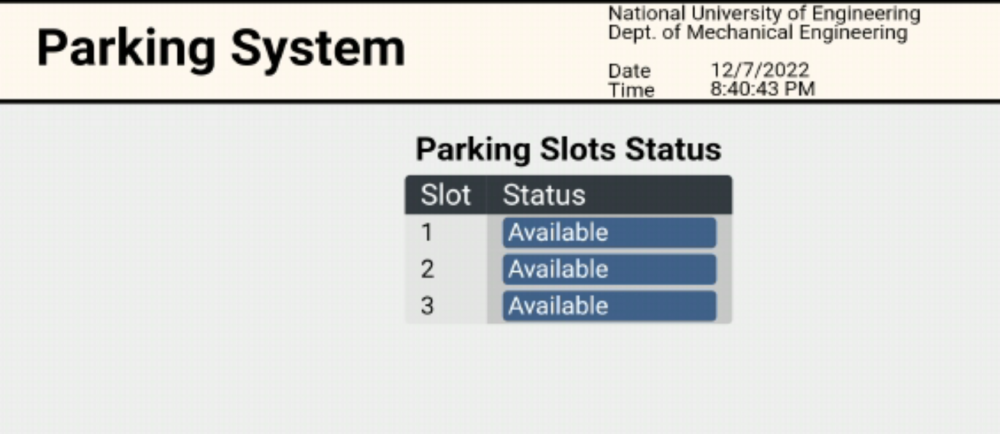 Parking System
National University of Engineering
Dept. of Mechanical Engineering
Date 12/7/2022
Time 8:40:43 PM
Parking Slots Status
Slot Status
1 Available
2 Available
3 Available